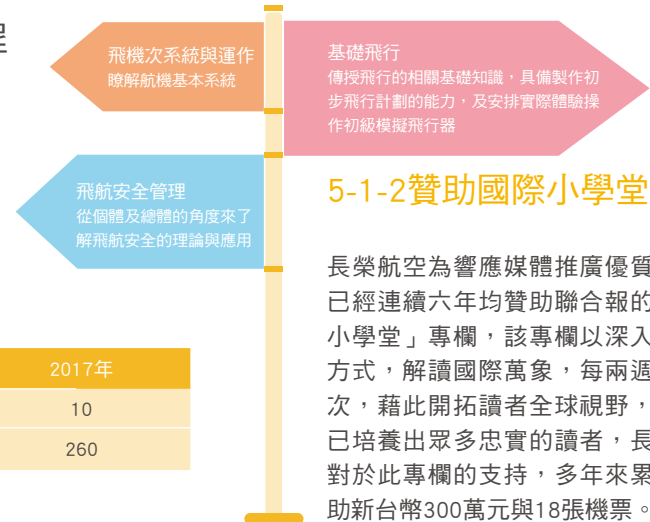 程
飛機次系統與運作
瞭解航機基本系統
基礎飛行
傳授飛行的相關基礎知識，具備製作初
步飛行計劃的能力，及安排實際體驗操
作初級模擬飛行器
飛航安全管理
從個體及總體的角度來了
解飛航安全的理論與應用
2017年
10
260
5-1-2贊助國際小學堂
長榮航空為響應媒體推廣優質
已經連續六年均贊助聯合報的
小學堂」專欄，該專欄以深入
方式，解讀國際萬象，每兩週
次，藉此開拓讀者全球視野，
已培養出眾多忠實的讀者，長
對於此專欄的支持，多年來累
助新台幣300萬元與18張機票。